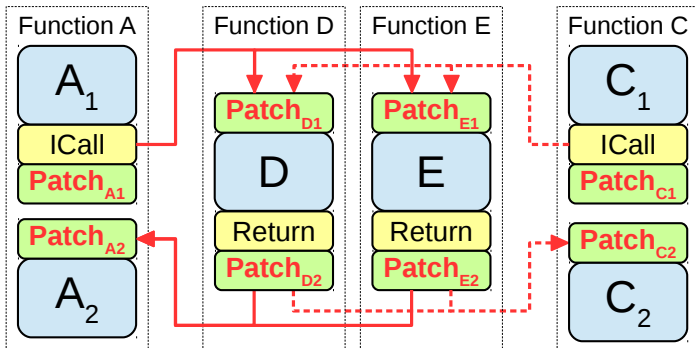 Function A
A1
ICall
PatchA1
PatchA2
A2
Function D
PatchD1
D
Return
PatchD2
Function E
PatchE1
E
Return
PatchE2
Function C
C1
ICall
PatchC1
PatchC2
C2